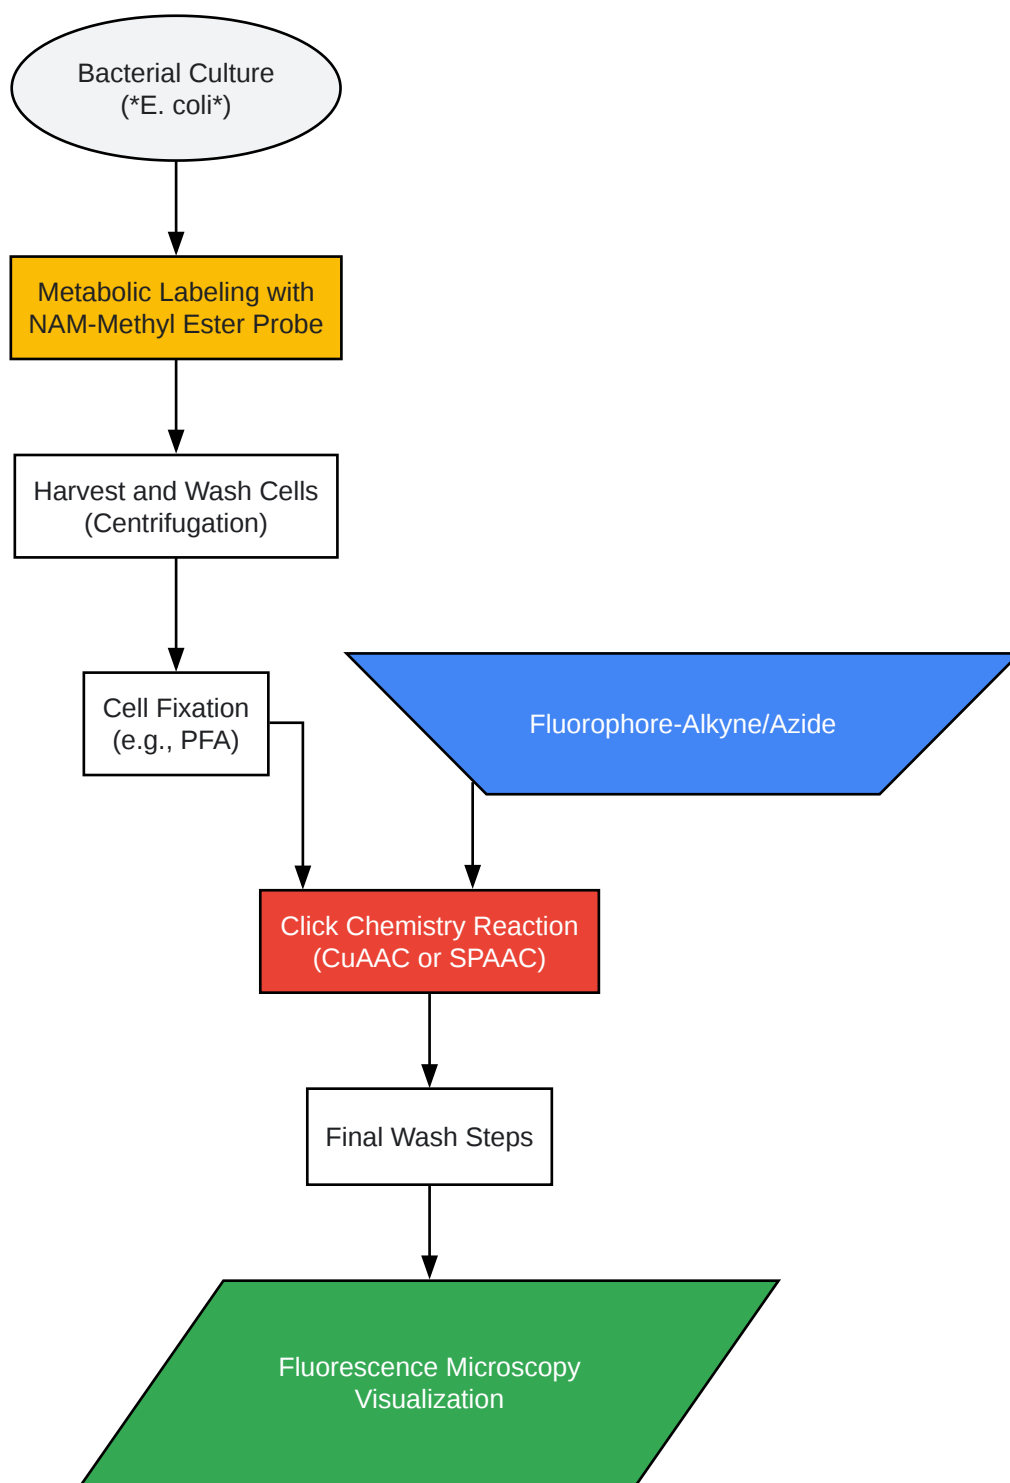 Bacterial Culture
(*E. coli*)
Metabolic Labeling with
NAM-Methyl Ester Probe
Harvest and Wash Cells
(Centrifugation)
Cell Fixation
(e.g., PFA)
Fluorophore-Alkyne/Azide
Click Chemistry Reaction
(CuAAC or SPAAC)
Final Wash Steps
Fluorescence Microscopy
Visualization